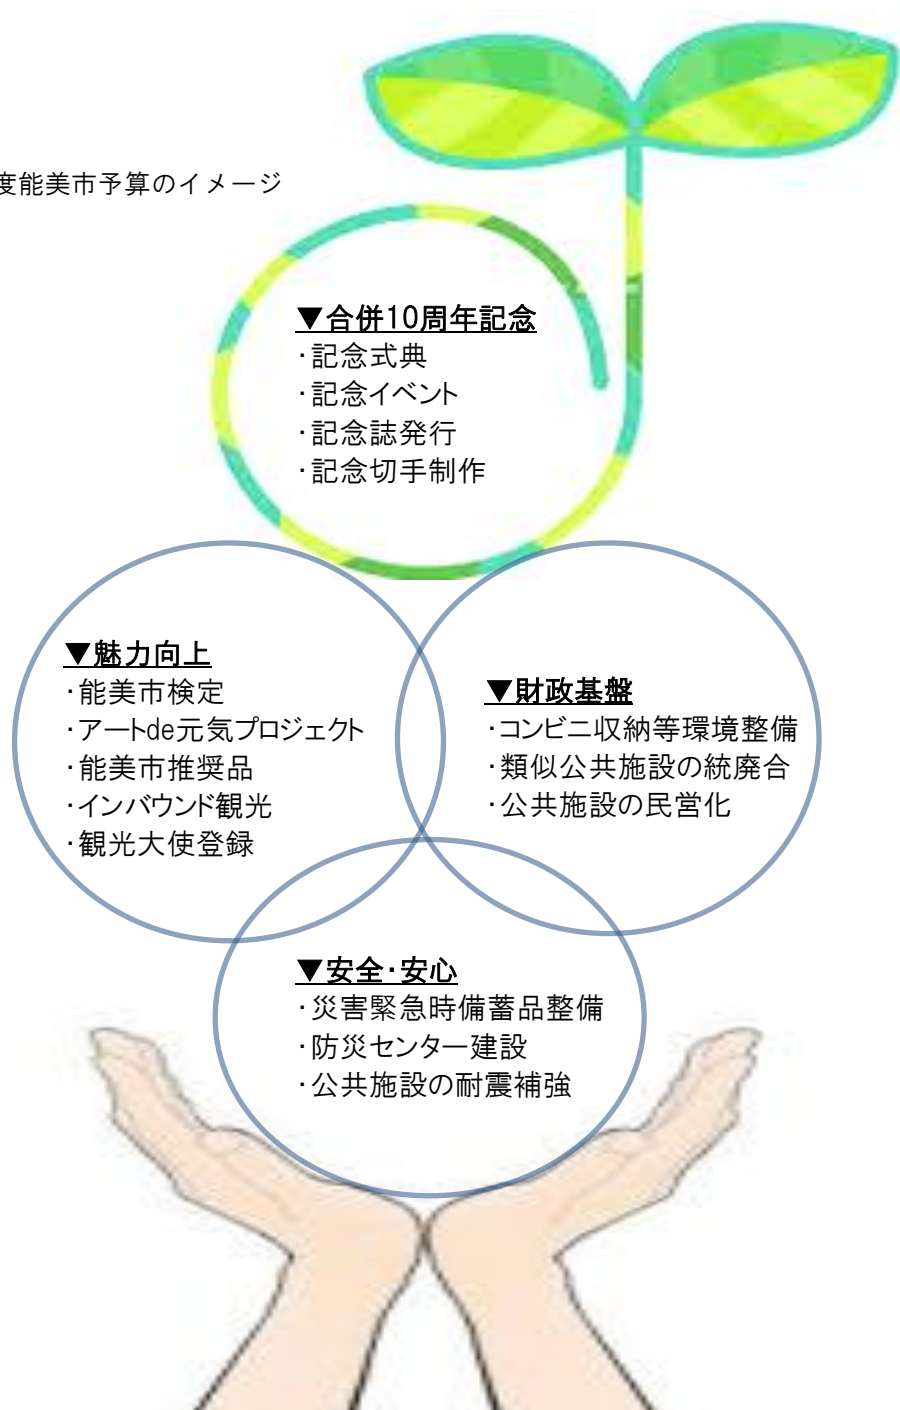 度能美市予算のイメージ
▼合併10周年記念
・記念式典
・記念イベント
・記念誌発行
・記念切手制作
▼魅力向上
・能美市検定
・アートde元気プロジェクト
・能美市推奨品
・インバウンド観光
・観光大使登録
▼財政基盤
・コンビニ収納等環境整備
・類似公共施設の統廃合
・公共施設の民営化
▼安全・安心
・災害緊急時備蓄品整備
・防災センター建設
・公共施設の耐震補強